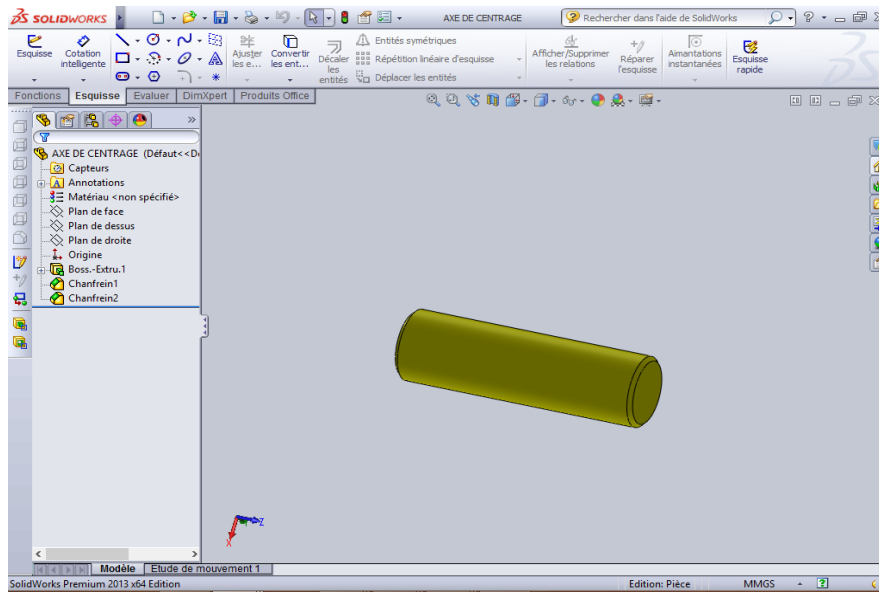 SOLIDWORKS
AXE DE CENTRAGE
Rechercher dans l'aide de SolidWorks
Esquisse
Cotation intelligente
Ajuster les e...
Convertir les ent...
Décaler les entités
Entités symétriques
Répétition linéaire d'esquisse
Déplacer les entités
Afficher/Supprimer les relations
Réparer l'esquisse
Aimantations instantanées
Esquisse rapide
Fonctions Esquisse Evaluer DimXpert Produits Office
AXE DE CENTRAGE (Défaut<<D
Capteurs
Annotations
Matériau <non spécifié>
Plan de face
Plan de dessus
Plan de droite
Origine
Boss.-Extru.1
Chanfrein1
Chanfrein2
Z
X
Modèle Etude de mouvement 1
SolidWorks Premium 2013 x64 Edition
Edition: Pièce
MMGS